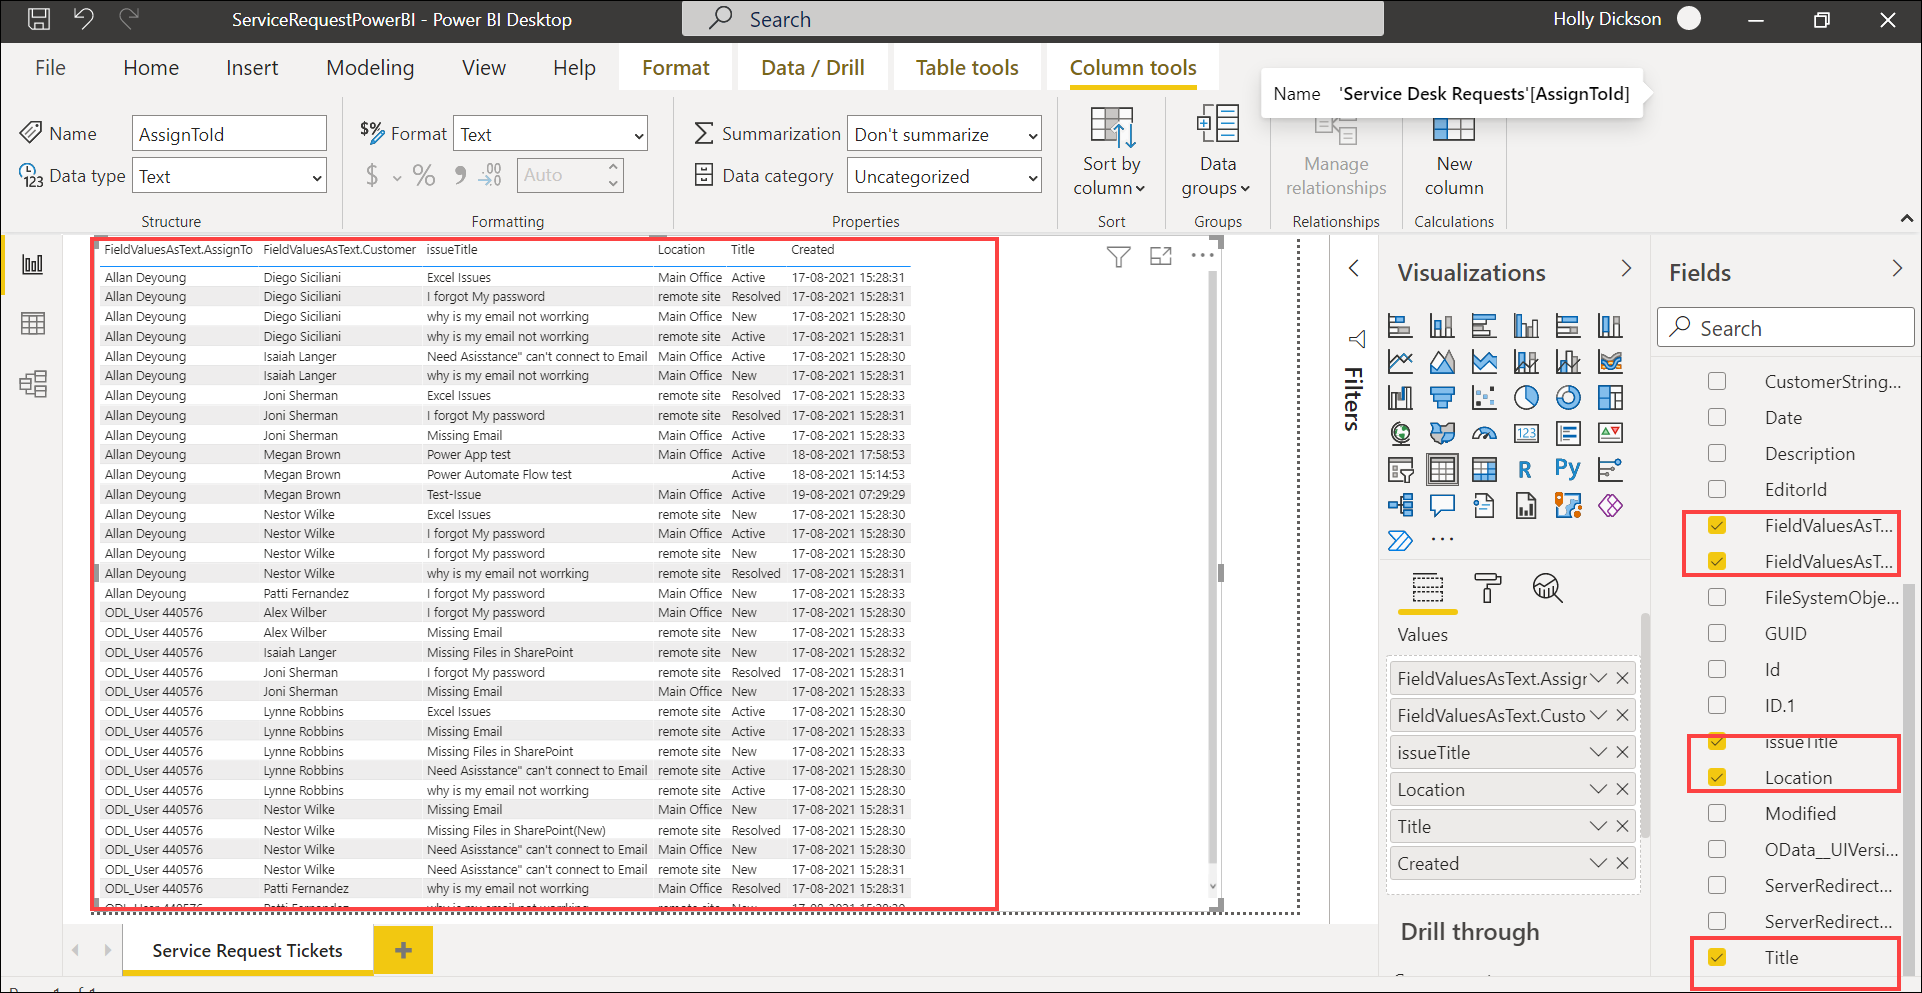 ServiceRequestPowerBI - Power BI Desktop
Search
Holly Dickson
File Home Insert Modeling View Help Format Data / Drill Table tools Column tools
Name 'Service Desk Requests'[AssignToId]
Name AssignToId
Data type Text
Structure
$% Format Text
$ % 9 .00 Auto
Formatting
Summarization Don't summarize
Data category Uncategorized
Properties
Sort by column
Sort
Data groups
Groups
Manage relationships
Relationships
New column
Calculations
FieldValuesAsText.AssignTo FieldValuesAsText.Customer issueTitle Location Title Created
Allan Deyoung Diego Siciliani Excel Issues Main Office Active 17-08-2021 15:28:31
Allan Deyoung Diego Siciliani I forgot My password remote site Resolved 17-08-2021 15:28:31
Allan Deyoung Diego Siciliani why is my email not worrking Main Office New 17-08-2021 15:28:30
Allan Deyoung Diego Siciliani why is my email not worrking remote site Active 17-08-2021 15:28:31
Allan Deyoung Isaiah Langer Need Asisstance" can't connect to Email Main Office Active 17-08-2021 15:28:30
Allan Deyoung Isaiah Langer why is my email not worrking Main Office New 17-08-2021 15:28:31
Allan Deyoung Joni Sherman Excel Issues remote site Resolved 17-08-2021 15:28:33
Allan Deyoung Joni Sherman I forgot My password remote site Resolved 17-08-2021 15:28:31
Allan Deyoung Joni Sherman Missing Email Main Office Active 17-08-2021 15:28:33
Allan Deyoung Megan Brown Power App test Main Office Active 18-08-2021 17:58:53
Allan Deyoung Megan Brown Power Automate Flow test Active 18-08-2021 15:14:53
Allan Deyoung Megan Brown Test-Issue Main Office Active 19-08-2021 07:29:29
Allan Deyoung Nestor Wilke Excel Issues remote site New 17-08-2021 15:28:30
Allan Deyoung Nestor Wilke I forgot My password Main Office Active 17-08-2021 15:28:31
Allan Deyoung Nestor Wilke I forgot My password remote site New 17-08-2021 15:28:30
Allan Deyoung Nestor Wilke why is my email not worrking remote site Resolved 17-08-2021 15:28:31
Allan Deyoung Patti Fernandez I forgot My password Main Office Active 17-08-2021 15:28:33
ODL_User 440576 Alex Wilber I forgot My password Main Office New 17-08-2021 15:28:30
ODL_User 440576 Alex Wilber Missing Email remote site New 17-08-2021 15:28:33
ODL_User 440576 Isaiah Langer Missing Files in SharePoint remote site New 17-08-2021 15:28:32
ODL_User 440576 Joni Sherman I forgot My password remote site Resolved 17-08-2021 15:28:31
ODL_User 440576 Joni Sherman Missing Email Main Office New 17-08-2021 15:28:33
ODL_User 440576 Lynne Robbins Excel Issues remote site Active 17-08-2021 15:28:30
ODL_User 440576 Lynne Robbins Missing Email remote site Active 17-08-2021 15:28:33
ODL_User 440576 Lynne Robbins Missing Files in SharePoint remote site New 17-08-2021 15:28:33
ODL_User 440576 Lynne Robbins Need Asisstance" can't connect to Email remote site Active 17-08-2021 15:28:30
ODL_User 440576 Lynne Robbins why is my email not worrking remote site Active 17-08-2021 15:28:30
ODL_User 440576 Nestor Wilke Missing Email Main Office New 17-08-2021 15:28:31
ODL_User 440576 Nestor Wilke Missing Files in SharePoint(New) remote site Resolved 17-08-2021 15:28:30
ODL_User 440576 Nestor Wilke Need Asisstance" can't connect to Email Main Office New 17-08-2021 15:28:30
ODL_User 440576 Nestor Wilke Need Asisstance" can't connect to Email remote site New 17-08-2021 15:28:31
ODL_User 440576 Patti Fernandez why is my email not worrking Main Office Resolved 17-08-2021 15:28:31
Service Request Tickets
Filters
Visualizations
123
R Py
Values
FieldValuesAsText.Assigr
FieldValuesAsText.Custo
issueTitle
Location
Title
Created
Drill through
Fields
Search
CustomerString...
Date
Description
EditorId
FieldValuesAsT...
FieldValuesAsT...
FileSystemObje...
GUID
Id
ID.1
issueTitle
Location
Modified
OData__UIVersi...
ServerRedirect...
ServerRedirect...
Title